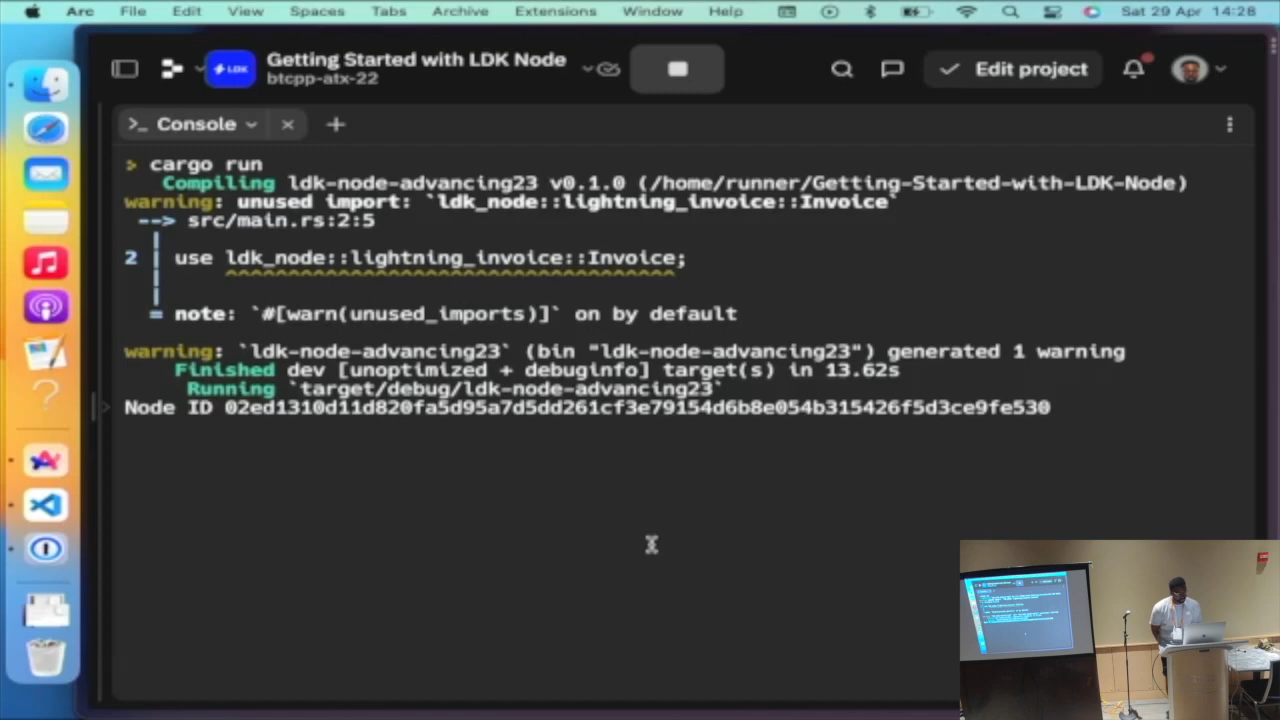 Arc File Edit View Spaces Tabs Archive Extensions Window Help Sat 29 Apr 14:28
LDK Getting Started with LDK Node
btcpp-atx-22
Edit project
>_ Console
> cargo run
Compiling ldk-node-advancing23 v0.1.0 (/home/runner/Getting-Started-with-LDK-Node)
warning: unused import: `ldk_node::lightning_invoice::Invoice`
--> src/main.rs:2:5
|
2 | use ldk_node::lightning_invoice::Invoice;
| ^^^^^^^^^^^^^^^^^^^^^^^^^^^^^^^^^^^^
|
= note: `#[warn(unused_imports)]` on by default
warning: `ldk-node-advancing23` (bin "ldk-node-advancing23") generated 1 warning
Finished dev [unoptimized + debuginfo] target(s) in 13.62s
Running `target/debug/ldk-node-advancing23`
Node ID 02ed1310d11d820fa5d95a7d5dd261cf3e79154d6b8e054b315426f5d3ce9fe530